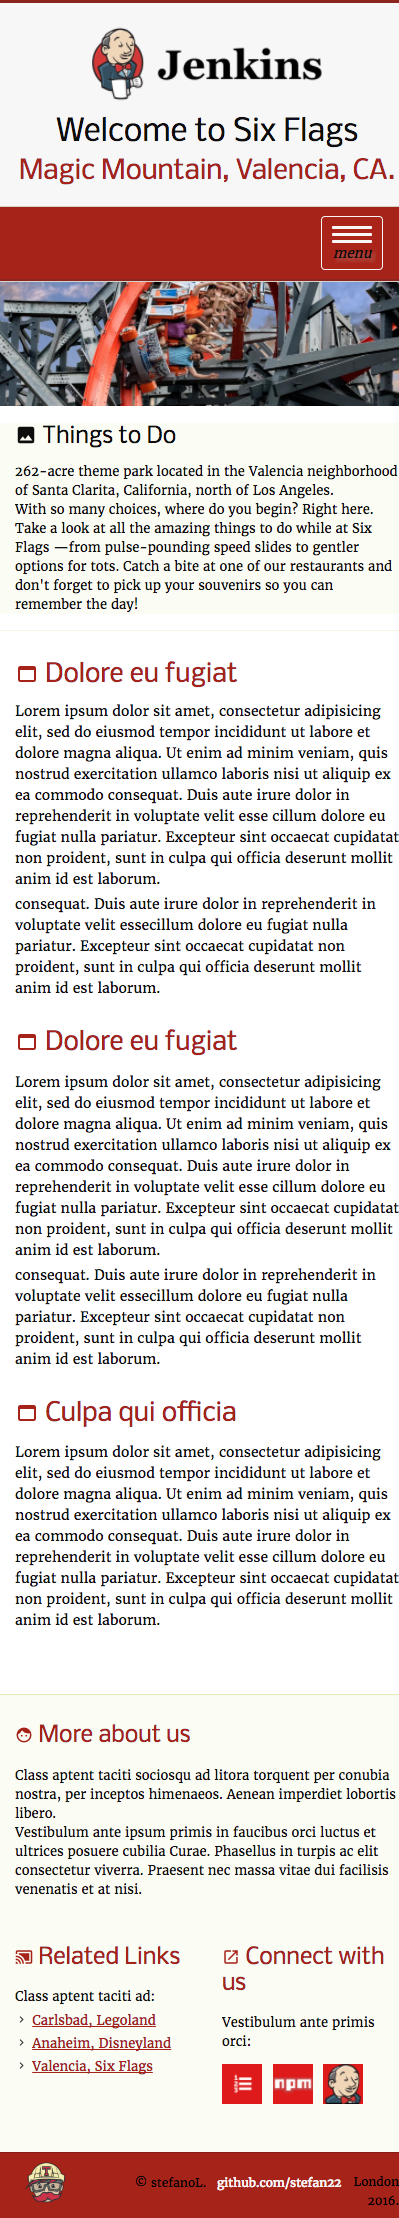 Jenkins
Welcome to Six Flags
Magic Mountain, Valencia, CA.
menu
Things to Do
262-acre theme park located in the Valencia neighborhood
of Santa Clarita, California, north of Los Angeles.
With so many choices, where do you begin? Right here.
Take a look at all the amazing things to do while at Six
Flags —from pulse-pounding speed slides to gentler
options for tots. Catch a bite at one of our restaurants and
don't forget to pick up your souvenirs so you can
remember the day!
Dolore eu fugiat
Lorem ipsum dolor sit amet, consectetur adipisicing
elit, sed do eiusmod tempor incididunt ut labore et
dolore magna aliqua. Ut enim ad minim veniam, quis
nostrud exercitation ullamco laboris nisi ut aliquip ex
ea commodo consequat. Duis aute irure dolor in
reprehenderit in voluptate velit esse cillum dolore eu
fugiat nulla pariatur. Excepteur sint occaecat cupidatat
non proident, sunt in culpa qui officia deserunt mollit
anim id est laborum.
consequat. Duis aute irure dolor in reprehenderit in
voluptate velit essecillum dolore eu fugiat nulla
pariatur. Excepteur sint occaecat cupidatat non
proident, sunt in culpa qui officia deserunt mollit
anim id est laborum.
Dolore eu fugiat
Lorem ipsum dolor sit amet, consectetur adipisicing
elit, sed do eiusmod tempor incididunt ut labore et
dolore magna aliqua. Ut enim ad minim veniam, quis
nostrud exercitation ullamco laboris nisi ut aliquip ex
ea commodo consequat. Duis aute irure dolor in
reprehenderit in voluptate velit esse cillum dolore eu
fugiat nulla pariatur. Excepteur sint occaecat cupidatat
non proident, sunt in culpa qui officia deserunt mollit
anim id est laborum.
consequat. Duis aute irure dolor in reprehenderit in
voluptate velit essecillum dolore eu fugiat nulla
pariatur. Excepteur sint occaecat cupidatat non
proident, sunt in culpa qui officia deserunt mollit
anim id est laborum.
Culpa qui officia
Lorem ipsum dolor sit amet, consectetur adipisicing
elit, sed do eiusmod tempor incididunt ut labore et
dolore magna aliqua. Ut enim ad minim veniam, quis
nostrud exercitation ullamco laboris nisi ut aliquip ex
ea commodo consequat. Duis aute irure dolor in
reprehenderit in voluptate velit esse cillum dolore eu
fugiat nulla pariatur. Excepteur sint occaecat cupidatat
non proident, sunt in culpa qui officia deserunt mollit
anim id est laborum.
More about us
Class aptent taciti sociosqu ad litora torquent per conubia
nostra, per inceptos himenaeos. Aenean imperdiet lobortis
libero.
Vestibulum ante ipsum primis in faucibus orci luctus et
ultrices posuere cubilia Curae. Phasellus in turpis ac elit
consectetur viverra. Praesent nec massa vitae dui facilisis
venenatis et at nisi.
Related Links
Class aptent taciti ad:
Carlsbad, Legoland
Anaheim, Disneyland
Valencia, Six Flags
Connect with
us
Vestibulum ante primis
orci:
npm
© stefanoL. github.com/stefan22 London
2016.